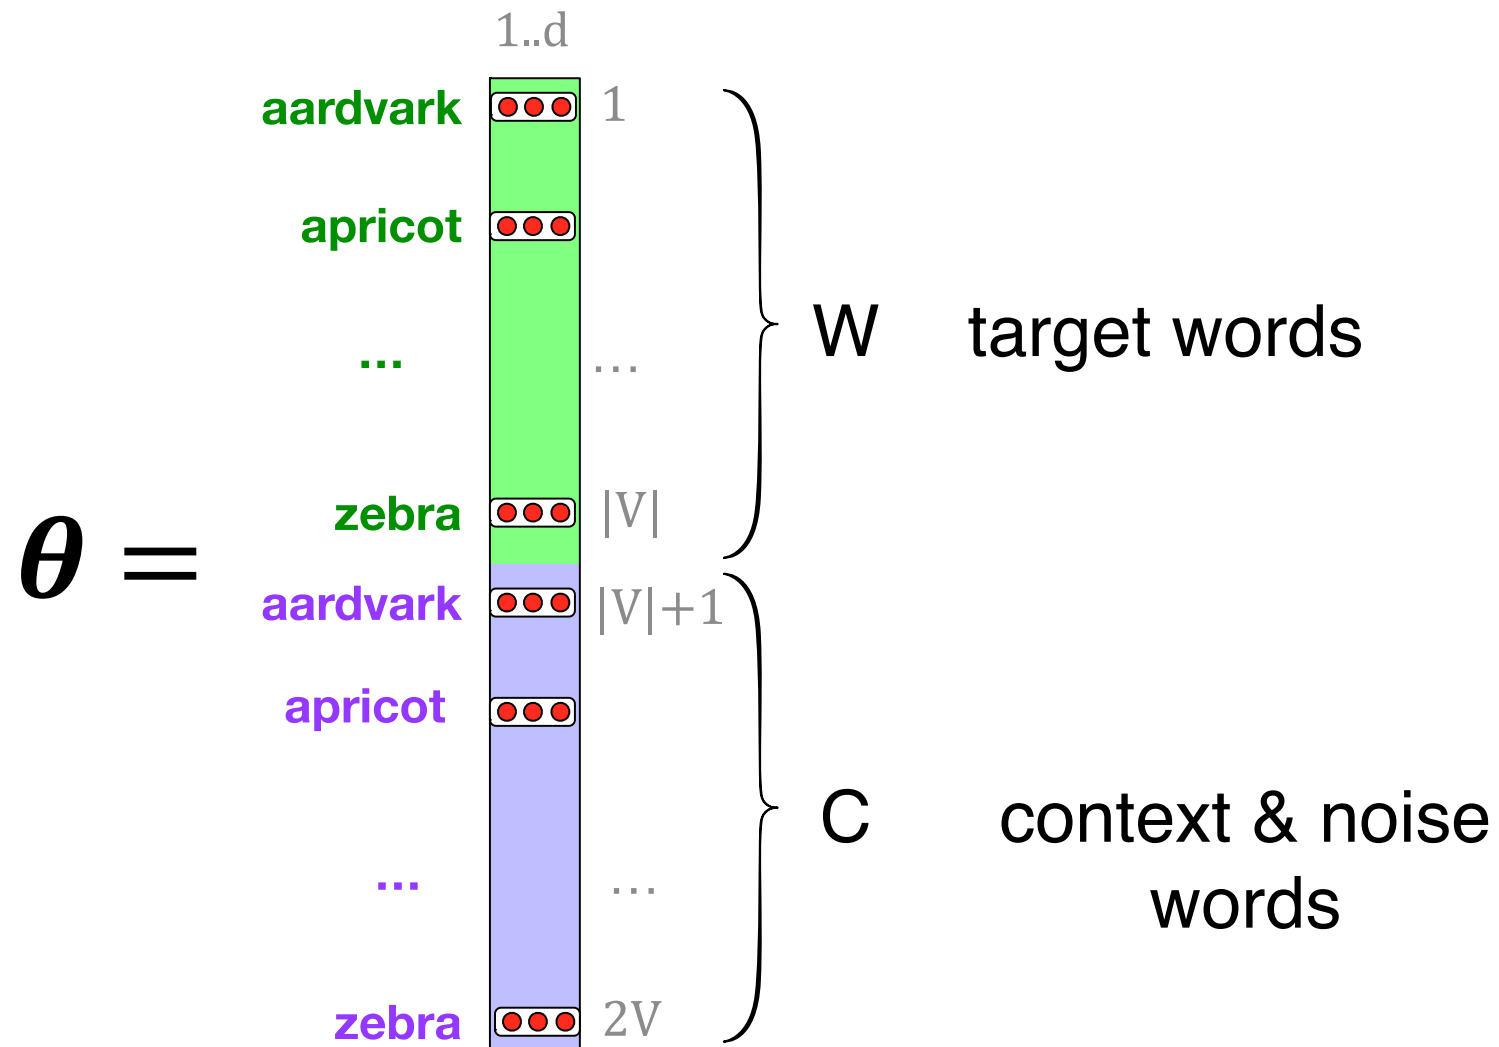 1..d
aardvark 1
apricot
... ...
W target words
zebra |V|
θ =
aardvark |V|+1
apricot
C context & noise
words
... ...
zebra 2V